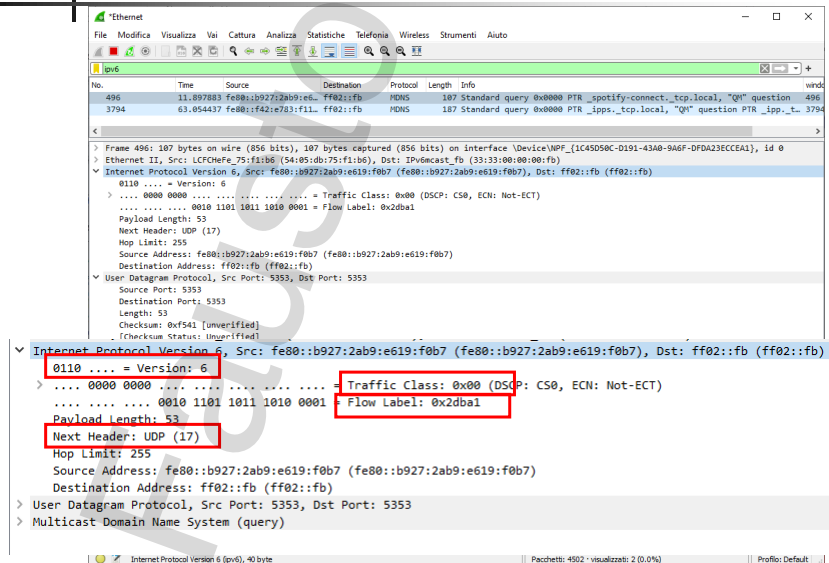 *Ethernet
File Modifica Visualizza Vai Cattura Analizza Statistiche Telefonia Wireless Strumenti Aiuto
ipv6
No. Time Source Destination Protocol Length Info
496 11.897883 fe80::b927:2ab9:e6… ff02::fb MDNS 107 Standard query 0x0000 PTR _spotify-connect._tcp.local, "QM" question 496
3794 63.054437 fe80::f42:e783:f11… ff02::fb MDNS 187 Standard query 0x0000 PTR _ipps._tcp.local, "QM" question PTR _ipp._t… 3794
Frame 496: 107 bytes on wire (856 bits), 107 bytes captured (856 bits) on interface \Device\NPF_{1C45D50C-D191-43A0-9A6F-DFDA23ECCEA1}, id 0
Ethernet II, Src: LCFCHeFe_75:f1:b6 (54:05:db:75:f1:b6), Dst: IPv6mcast_fb (33:33:00:00:00:fb)
Internet Protocol Version 6, Src: fe80::b927:2ab9:e619:f0b7 (fe80::b927:2ab9:e619:f0b7), Dst: ff02::fb (ff02::fb)
0110 .... = Version: 6
.... 0000 0000 .... .... .... .... .... = Traffic Class: 0x00 (DSCP: CS0, ECN: Not-ECT)
.... .... .... 0010 1101 1011 1010 0001 = Flow Label: 0x2dba1
Payload Length: 53
Next Header: UDP (17)
Hop Limit: 255
Source Address: fe80::b927:2ab9:e619:f0b7 (fe80::b927:2ab9:e619:f0b7)
Destination Address: ff02::fb (ff02::fb)
User Datagram Protocol, Src Port: 5353, Dst Port: 5353
Source Port: 5353
Destination Port: 5353
Length: 53
Checksum: 0xf541 [unverified]
[Checksum Status: Unverified]
Internet Protocol Version 6, Src: fe80::b927:2ab9:e619:f0b7 (fe80::b927:2ab9:e619:f0b7), Dst: ff02::fb (ff02::fb)
0110 .... = Version: 6
.... 0000 0000 .... .... .... .... .... = Traffic Class: 0x00 (DSCP: CS0, ECN: Not-ECT)
.... .... .... 0010 1101 1011 1010 0001 = Flow Label: 0x2dba1
Payload Length: 53
Next Header: UDP (17)
Hop Limit: 255
Source Address: fe80::b927:2ab9:e619:f0b7 (fe80::b927:2ab9:e619:f0b7)
Destination Address: ff02::fb (ff02::fb)
User Datagram Protocol, Src Port: 5353, Dst Port: 5353
Multicast Domain Name System (query)
Internet Protocol Version 6 (ipv6), 40 byte Pacchetti: 4502 · visualizzati: 2 (0.0%) Profilo: Default
Fausto